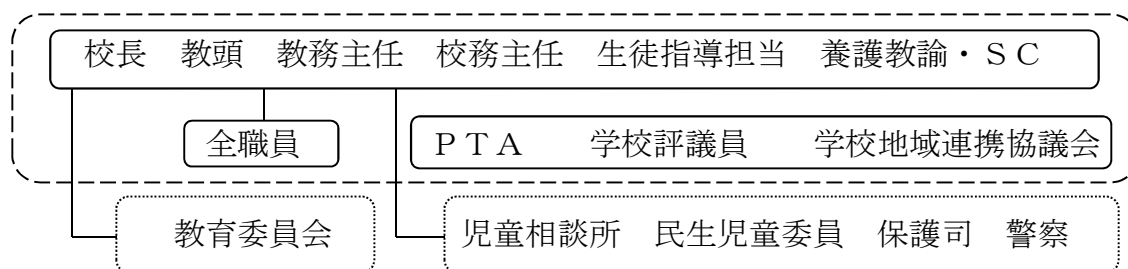 校長　教頭　教務主任　校務主任　生徒指導担当　養護教諭・ＳＣ
全職員　ＰＴＡ　学校評議員　学校地域連携協議会
教育委員会　児童相談所　民生児童委員　保護司　警察